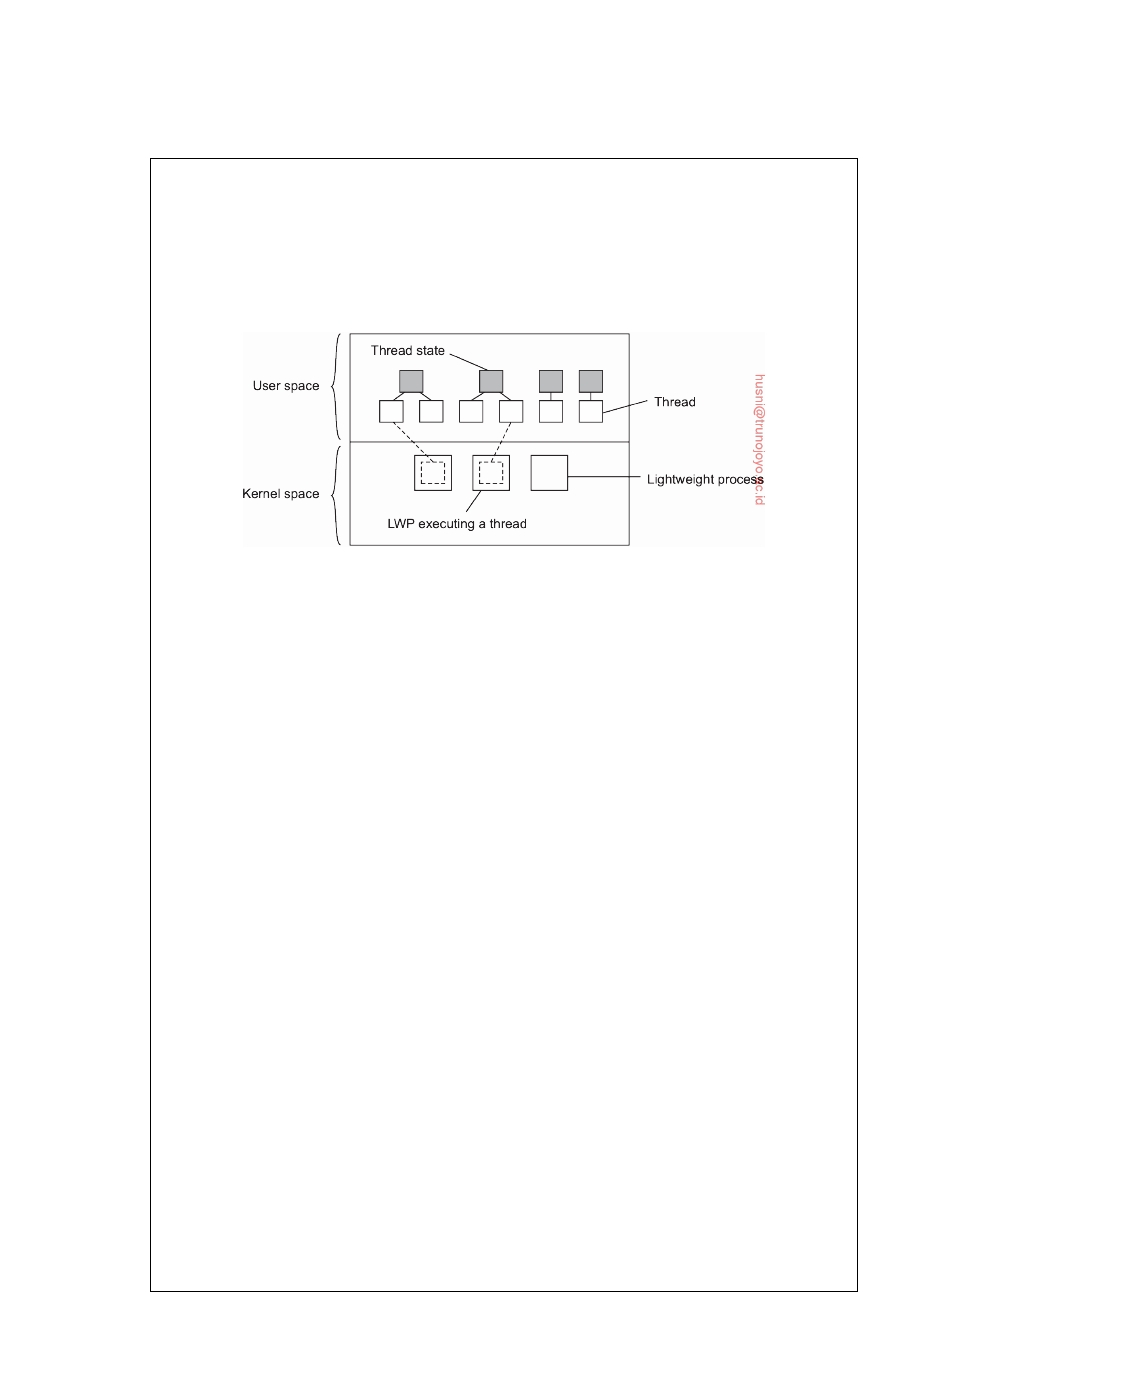 Thread state
User space
Thread
Kernel space
Lightweight process
LWP executing a thread
husni@trunojoyo.ac.id